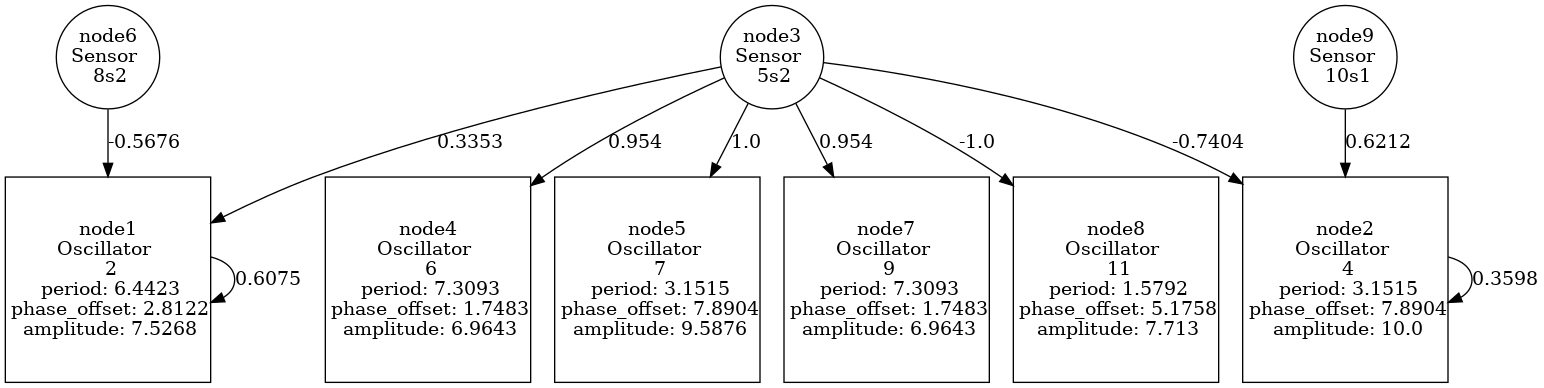 node6
Sensor
8s2
node3
Sensor
5s2
node9
Sensor
10s1
-0.5676
0.3353
0.954
1.0
0.954
-1.0
-0.7404
0.6212
node1
Oscillator
2
period: 6.4423
phase_offset: 2.8122
amplitude: 7.5268
0.6075
node4
Oscillator
6
period: 7.3093
phase_offset: 1.7483
amplitude: 6.9643
node5
Oscillator
7
period: 3.1515
phase_offset: 7.8904
amplitude: 9.5876
node7
Oscillator
9
period: 7.3093
phase_offset: 1.7483
amplitude: 6.9643
node8
Oscillator
11
period: 1.5792
phase_offset: 5.1758
amplitude: 7.713
node2
Oscillator
4
period: 3.1515
phase_offset: 7.8904
amplitude: 10.0
0.3598